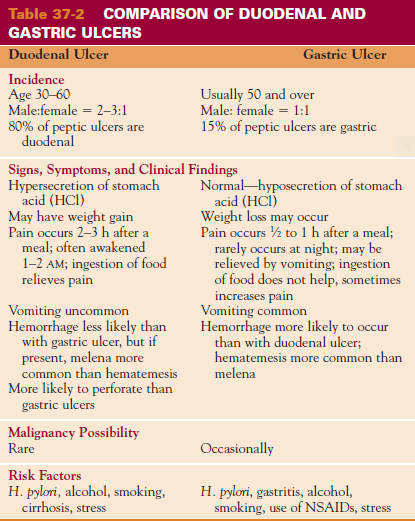 Table 37-2 COMPARISON OF DUODENAL AND
GASTRIC ULCERS
Duodenal Ulcer
Gastric Ulcer
Incidence
Age 30–60
Male:female = 2–3:1
80% of peptic ulcers are
duodenal
Usually 50 and over
Male: female = 1:1
15% of peptic ulcers are gastric
Signs, Symptoms, and Clinical Findings
Hypersecretion of stomach
acid (HCl)
May have weight gain
Pain occurs 2–3 h after a
meal; often awakened
1–2 AM; ingestion of food
relieves pain
Vomiting uncommon
Hemorrhage less likely than
with gastric ulcer, but if
present, melena more
common than hematemesis
More likely to perforate than
gastric ulcers
Normal—hyposecretion of stomach
acid (HCl)
Weight loss may occur
Pain occurs ½ to 1 h after a meal;
rarely occurs at night; may be
relieved by vomiting; ingestion
of food does not help, sometimes
increases pain
Vomiting common
Hemorrhage more likely to occur
than with duodenal ulcer;
hematemesis more common than
melena
Malignancy Possibility
Rare
Occasionally
Risk Factors
H. pylori, alcohol, smoking,
cirrhosis, stress
H. pylori, gastritis, alcohol,
smoking, use of NSAIDs, stress